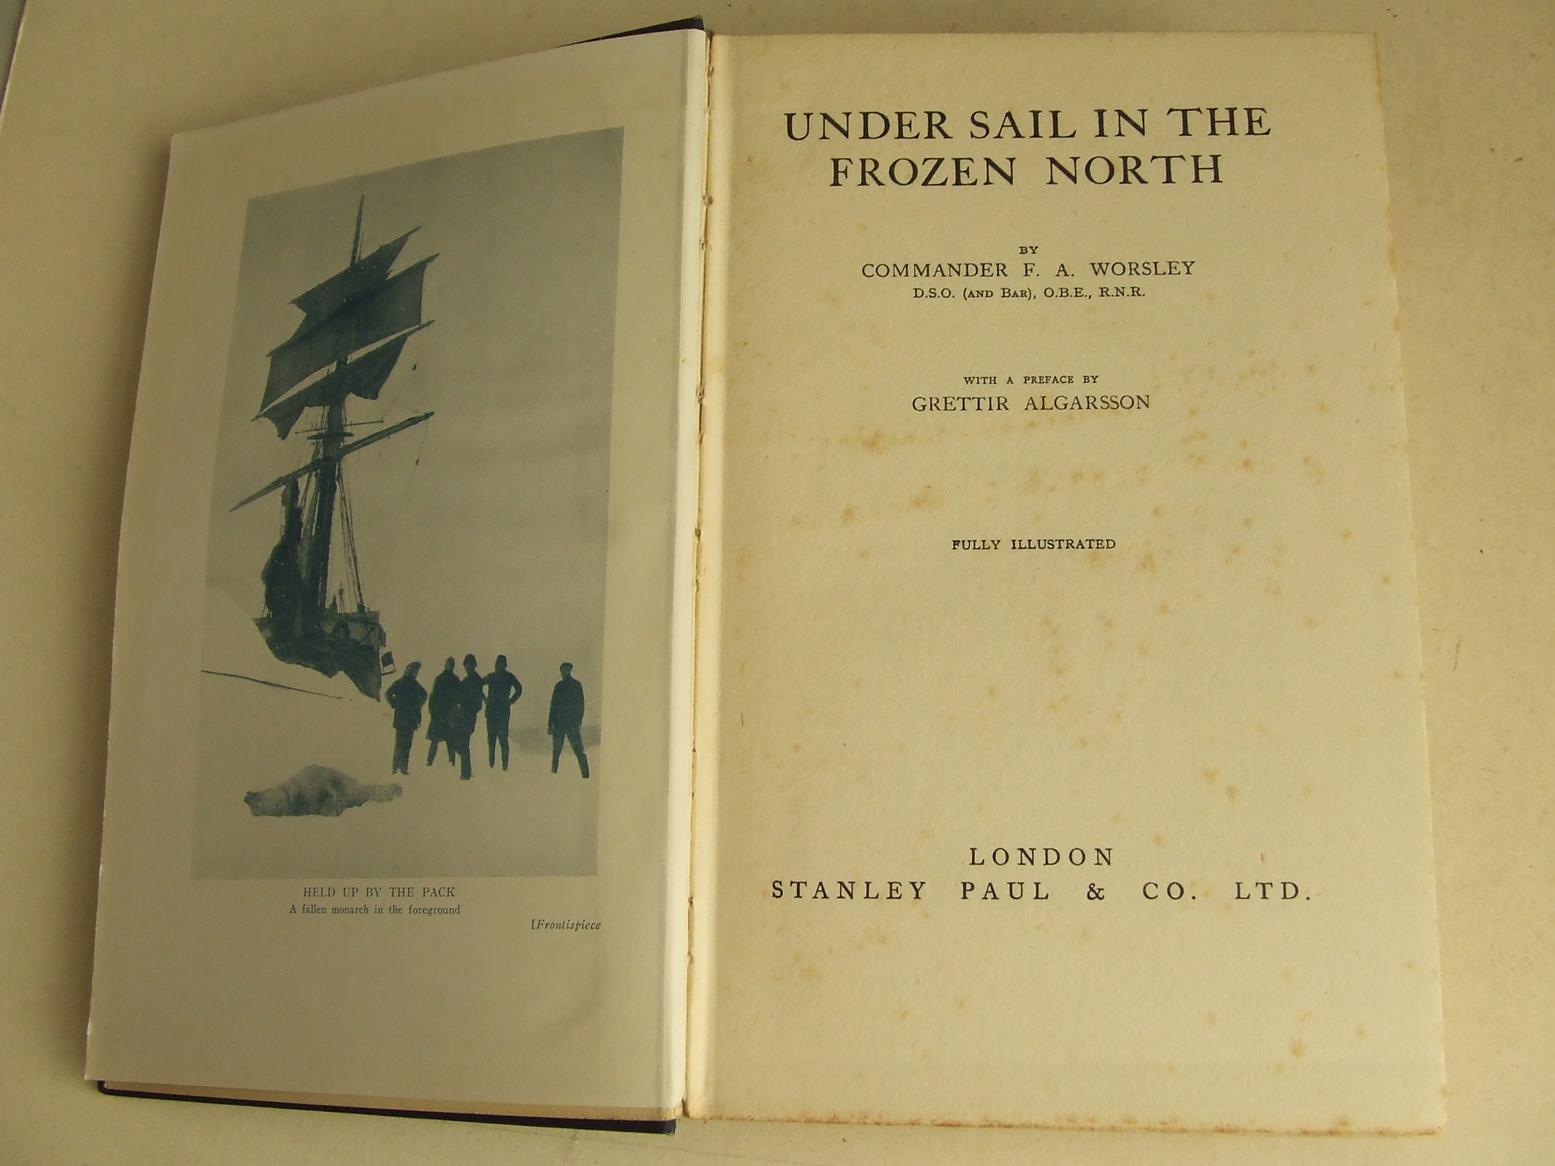 HELD UP BY THE PACK
A fallen monarch in the foreground
[Frontispiece
UNDER SAIL IN THE
FROZEN NORTH
BY
COMMANDER F. A. WORSLEY
D.S.O. (AND BAR), O.B.E., R.N.R.
WITH A PREFACE BY
GRETTIR ALGARSSON
FULLY ILLUSTRATED
LONDON
STANLEY PAUL & CO. LTD.